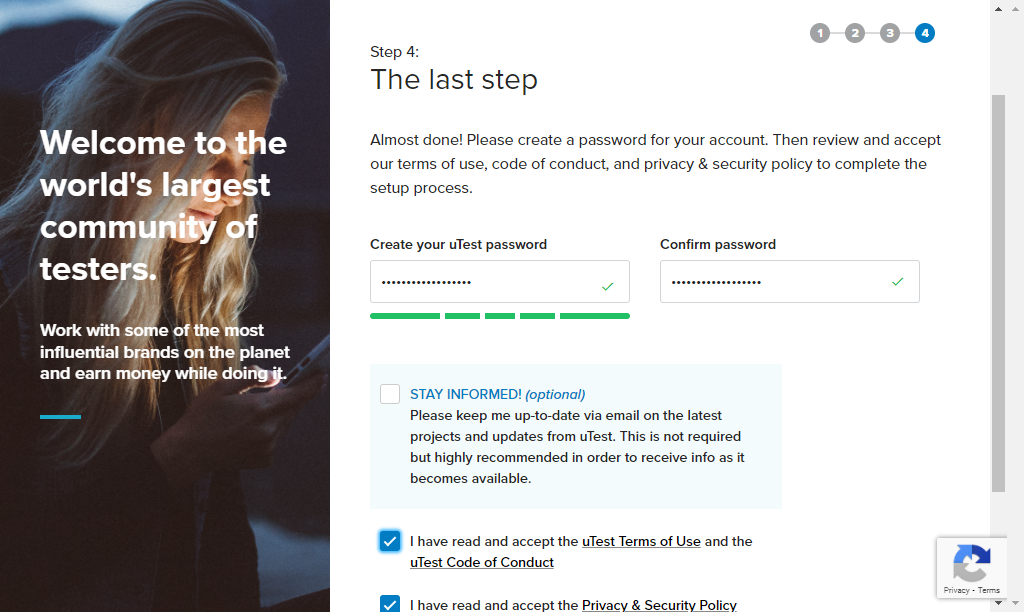 Welcome to the
world's largest
community of
testers.
Work with some of the most
influential brands on the planet
and earn money while doing it.
1 2 3 4
Step 4:
The last step
Almost done! Please create a password for your account. Then review and accept
our terms of use, code of conduct, and privacy & security policy to complete the
setup process.
Create your uTest password
Confirm password
••••••••••••••••••
••••••••••••••••••
STAY INFORMED! (optional)
Please keep me up-to-date via email on the latest
projects and updates from uTest. This is not required
but highly recommended in order to receive info as it
becomes available.
I have read and accept the uTest Terms of Use and the
uTest Code of Conduct
I have read and accept the Privacy & Security Policy
Privacy - Terms